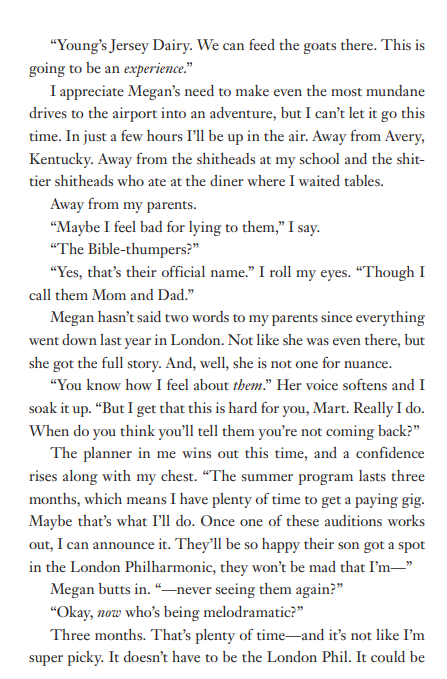 “Young’s Jersey Dairy. We can feed the goats there. This is
going to be an experience.”
I appreciate Megan’s need to make even the most mundane
drives to the airport into an adventure, but I can’t let it go this
time. In just a few hours I’ll be up in the air. Away from Avery,
Kentucky. Away from the shitheads at my school and the shit-
tier shitheads who ate at the diner where I waited tables.
Away from my parents.
“Maybe I feel bad for lying to them,” I say.
“The Bible-thumpers?”
“Yes, that’s their official name.” I roll my eyes. “Though I
call them Mom and Dad.”
Megan hasn’t said two words to my parents since everything
went down last year in London. Not like she was even there, but
she got the full story. And, well, she is not one for nuance.
“You know how I feel about them.” Her voice softens and I
soak it up. “But I get that this is hard for you, Mart. Really I do.
When do you think you’ll tell them you’re not coming back?”
The planner in me wins out this time, and a confidence
rises along with my chest. “The summer program lasts three
months, which means I have plenty of time to get a paying gig.
Maybe that’s what I’ll do. Once one of these auditions works
out, I can announce it. They’ll be so happy their son got a spot
in the London Philharmonic, they won’t be mad that I’m—”
Megan butts in. “—never seeing them again?”
“Okay, now who’s being melodramatic?”
Three months. That’s plenty of time—and it’s not like I’m
super picky. It doesn’t have to be the London Phil. It could be